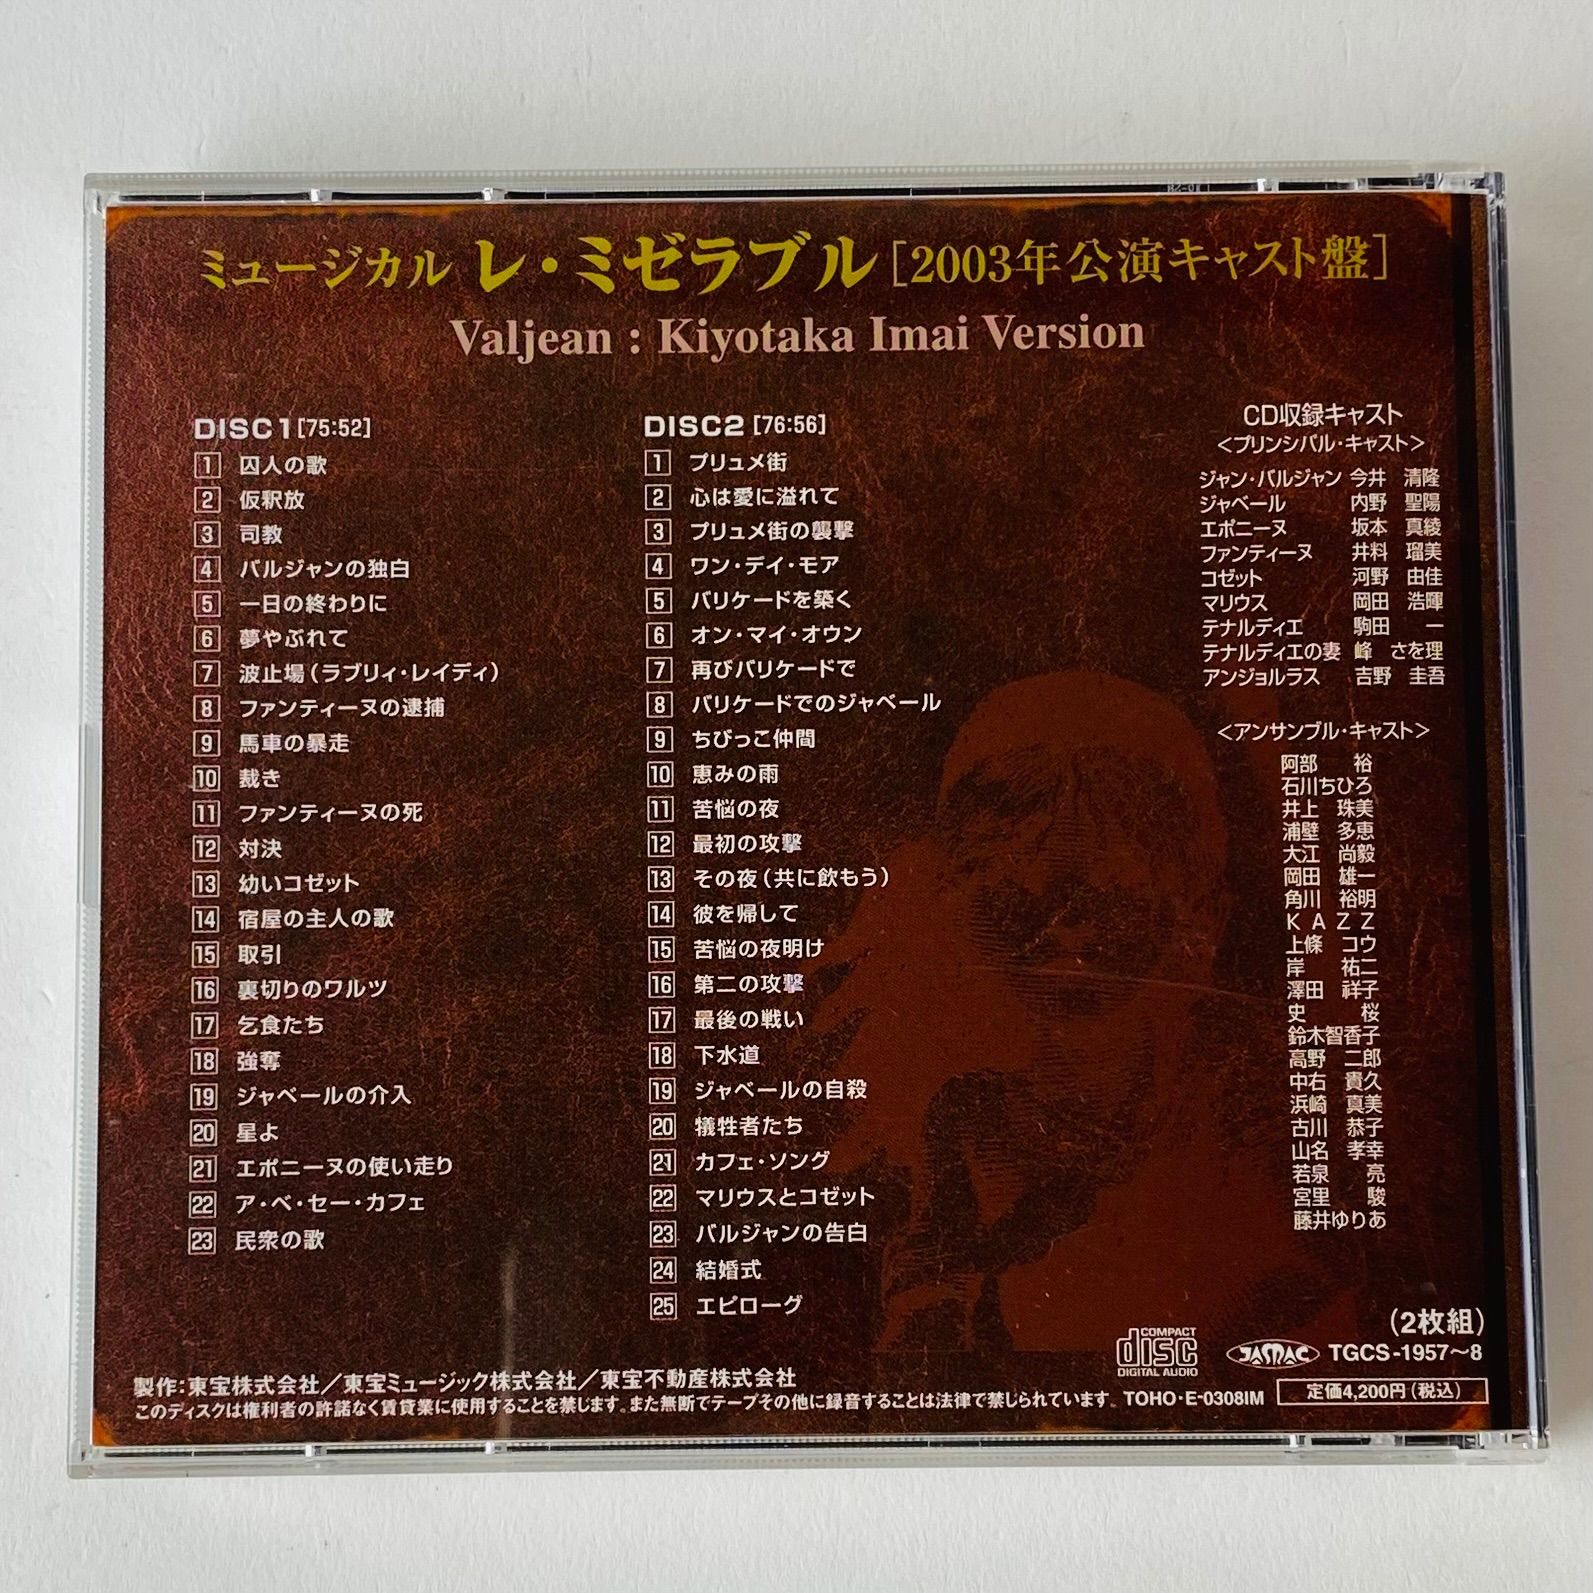 ミュージカル レ・ミゼラブル［2003年公演キャスト盤］
Valjean : Kiyotaka Imai Version
DISC1[75:52]
1 囚人の歌
2 仮釈放
3 司教
4 バルジャンの独白
5 一日の終わりに
6 夢やぶれて
7 波止場（ラブリィ・レイディ）
8 ファンティーヌの逮捕
9 馬車の暴走
10 裁き
11 ファンティーヌの死
12 対決
13 幼いコゼット
14 宿屋の主人の歌
15 取引
16 裏切りのワルツ
17 乞食たち
18 強奪
19 ジャベールの介入
20 星よ
21 エポニーヌの使い走り
22 ア・ベ・セー・カフェ
23 民衆の歌
DISC2 [76:56]
1 プリュメ街
2 心は愛に溢れて
3 プリュメ街の襲撃
4 ワン・デイ・モア
5 バリケードを築く
6 オン・マイ・オウン
7 再びバリケードで
8 バリケードでのジャベール
9 ちびっこ仲間
10 恵みの雨
11 苦悩の夜
12 最初の攻撃
13 その夜（共に飲もう）
14 彼を帰して
15 苦悩の夜明け
16 第二の攻撃
17 最後の戦い
18 下水道
19 ジャベールの自殺
20 犠牲者たち
21 カフェ・ソング
22 マリウスとコゼット
23 バルジャンの告白
24 結婚式
25 エピローグ
CD収録キャスト
＜プリンシパル・キャスト＞
ジャン・バルジャン 今井 清隆
ジャベール 内野 聖陽
エポニーヌ 坂本 真綾
ファンティーヌ 井料 瑠美
コゼット 河野 由佳
マリウス 岡田 浩暉
テナルディエ 駒田 一
テナルディエの妻 峰 さを理
アンジョルラス 吉野 圭吾
＜アンサンブル・キャスト＞
阿部 裕
石川ちひろ
井上 珠美
浦壁 多恵
大江 尚毅
岡田 雄一
角川 裕明
K A Z Z
上條 コウ
岸 祐二
澤田 祥子
史 桜
鈴木智香子
高野 二郎
中右 貴久
浜崎 真美
古川 恭子
山名 孝幸
若泉 亮
宮里 駿
藤井ゆりあ
(2枚組)
COMPACT disc DIGITAL AUDIO
JASRAC TGCS-1957～8
製作：東宝株式会社／東宝ミュージック株式会社／東宝不動産株式会社
このディスクは権利者の許諾なく賃貸業に使用することを禁じます。また無断でテープその他に録音することは法律で禁じられています。 TOHO・E-0308IM
定価4,200円（税込）